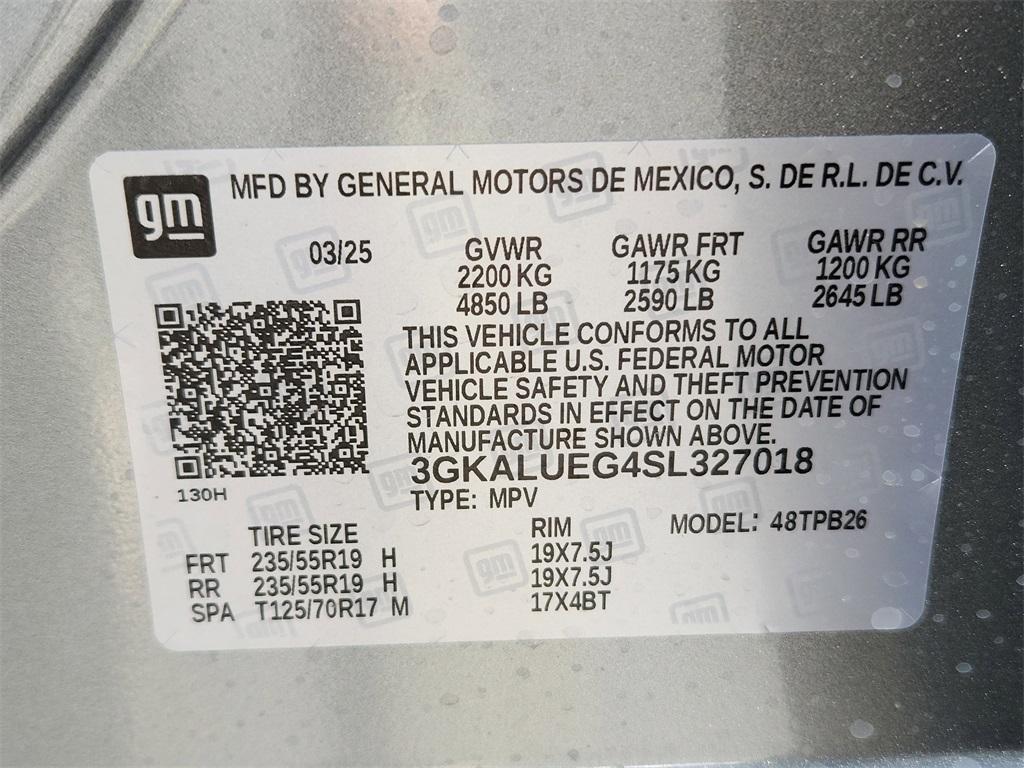 gm
MFD BY GENERAL MOTORS DE MEXICO, S. DE R.L. DE C.V.
03/25 GVWR GAWR FRT GAWR RR
2200 KG 1175 KG 1200 KG
4850 LB 2590 LB 2645 LB
THIS VEHICLE CONFORMS TO ALL
APPLICABLE U.S. FEDERAL MOTOR
VEHICLE SAFETY AND THEFT PREVENTION
STANDARDS IN EFFECT ON THE DATE OF
MANUFACTURE SHOWN ABOVE.
3GKALUEG4SL327018
130H
TYPE: MPV
TIRE SIZE RIM MODEL: 48TPB26
FRT 235/55R19 H 19X7.5J
RR 235/55R19 H 19X7.5J
SPA T125/70R17 M 17X4BT